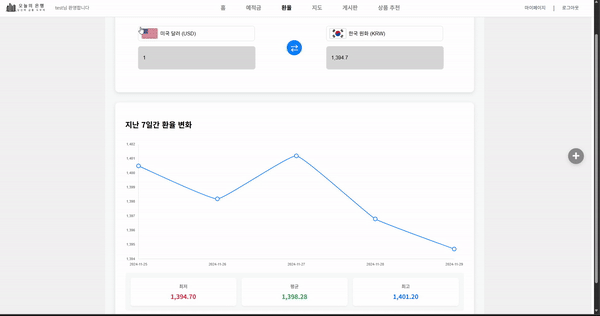 오늘의 은행
test님 환영합니다
홈 예적금 환율 지도 게시판 상품 추천
마이페이지 | 로그아웃
미국 달러 (USD)
한국 원화 (KRW)
1
1,394.7
지난 7일간 환율 변화
1,402
1,401
1,400
1,399
1,398
1,397
1,396
1,395
1,394
2024-11-25 2024-11-26 2024-11-27 2024-11-28 2024-11-29
최저 평균 최고
1,394.70 1,398.28 1,401.20